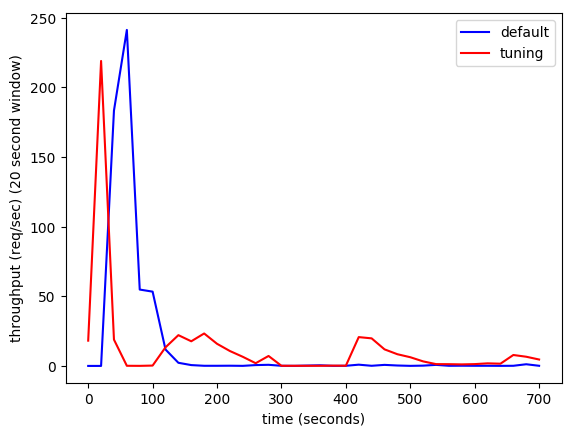 250
200
150
100
50
0
throughput (req/sec) (20 second window)
default
tuning
0 100 200 300 400 500 600 700
time (seconds)